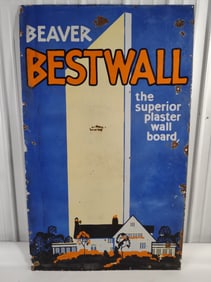 BEAVER
BESTWALL
the
superior
plaster
wall
board